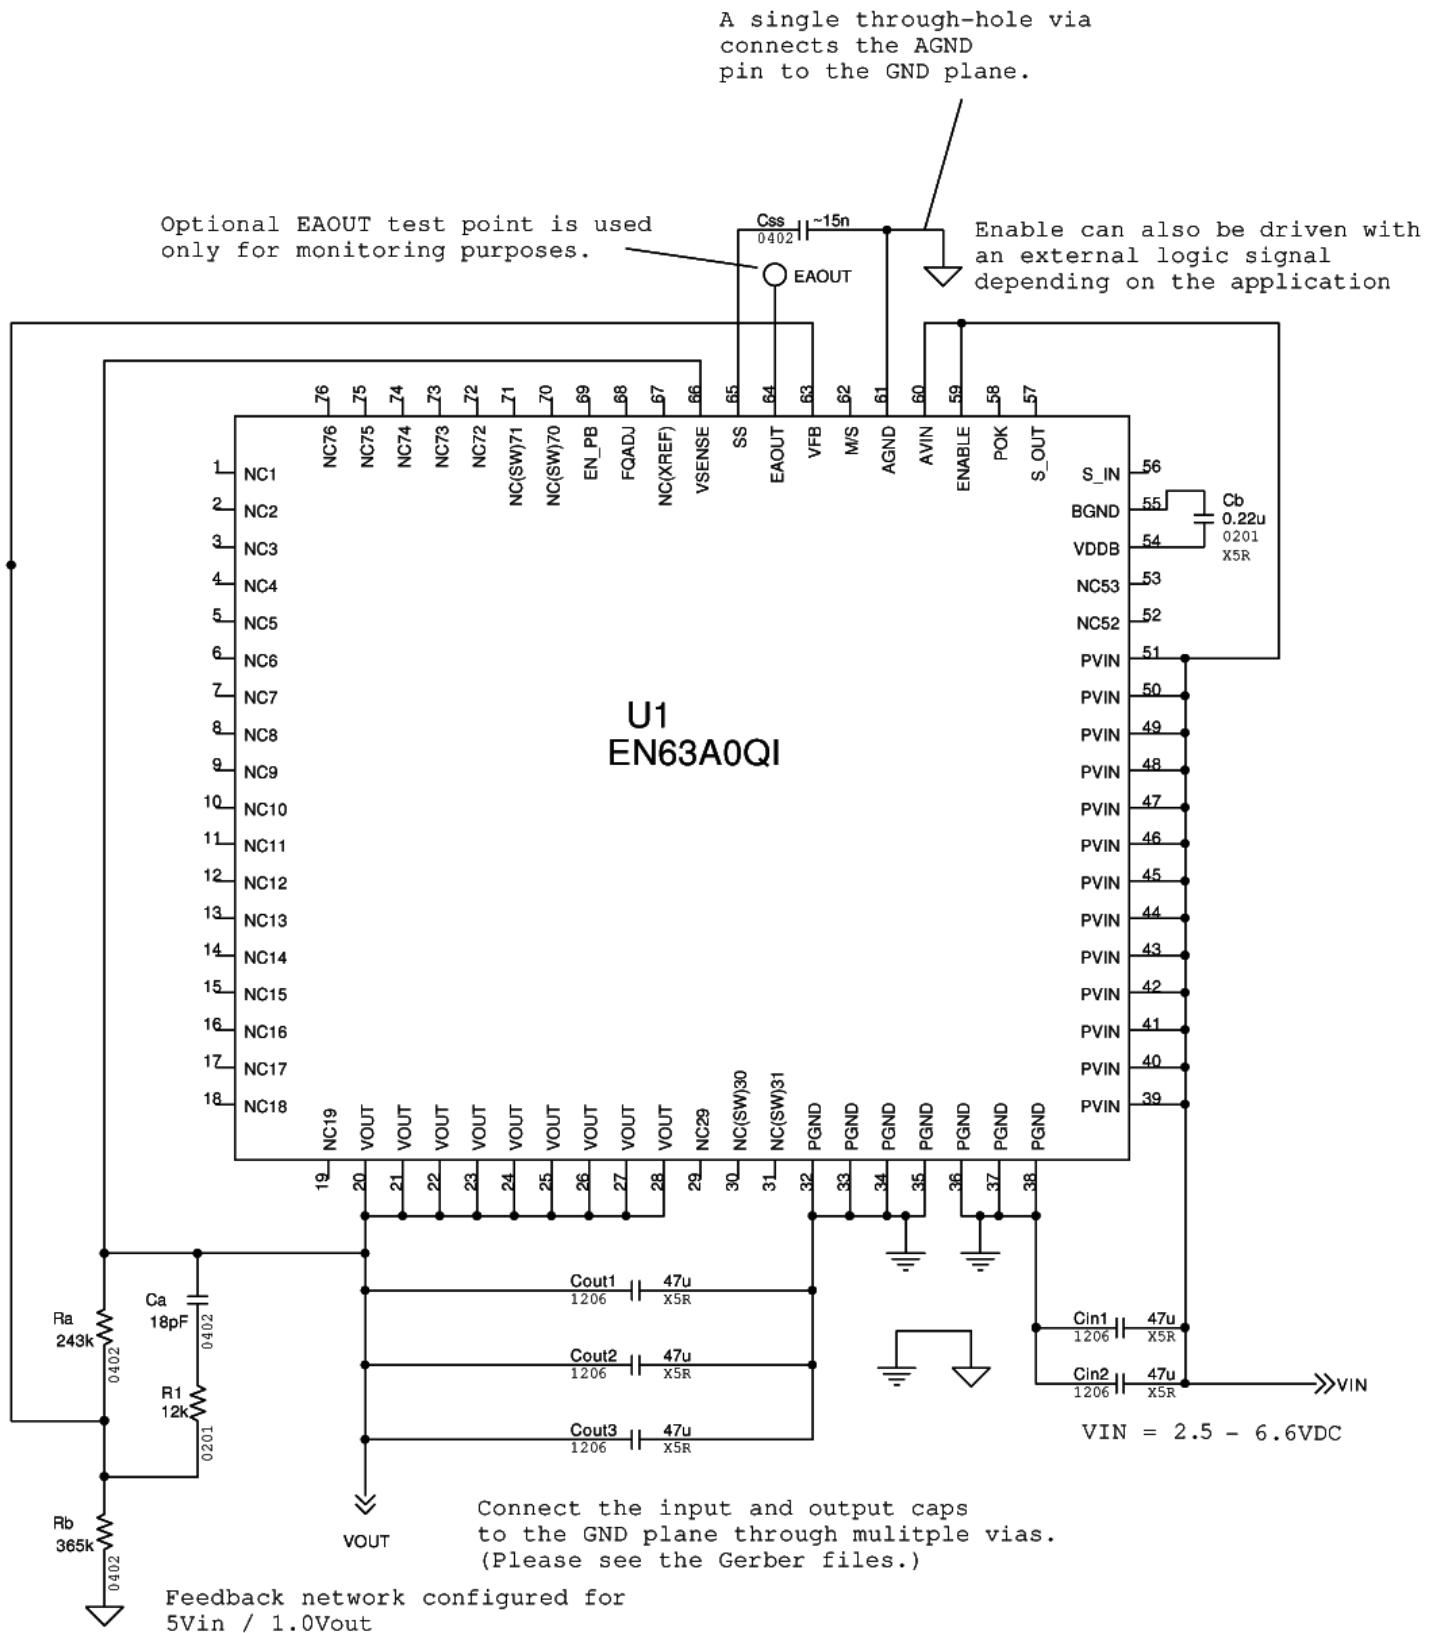 A single through-hole via
connects the AGND
pin to the GND plane.
Optional EAOUT test point is used
only for monitoring purposes.
Css
~15n
0402
EAOUT
Enable can also be driven with
an external logic signal
depending on the application
76
75
74
73
72
71
70
69
68
67
66
65
64
63
62
61
60
59
58
57
NC76
NC75
NC74
NC73
NC72
NC(SW)71
NC(SW)70
EN_PB
FQADJ
NC(XREF)
VSENSE
SS
EAOUT
VFB
M/S
AGND
AVIN
ENABLE
POK
S_OUT
1 NC1
2 NC2
3 NC3
4 NC4
5 NC5
6 NC6
7 NC7
8 NC8
9 NC9
10 NC10
11 NC11
12 NC12
13 NC13
14 NC14
15 NC15
16 NC16
17 NC17
18 NC18
S_IN 56
BGND 55
VDDB 54
NC53 53
NC52 52
PVIN 51
PVIN 50
PVIN 49
PVIN 48
PVIN 47
PVIN 46
PVIN 45
PVIN 44
PVIN 43
PVIN 42
PVIN 41
PVIN 40
PVIN 39
Cb
0.22u
0201
X5R
U1
EN63A0QI
NC19
VOUT
VOUT
VOUT
VOUT
VOUT
VOUT
VOUT
VOUT
VOUT
NC29
NC(SW)30
NC(SW)31
PGND
PGND
PGND
PGND
PGND
PGND
PGND
19
20
21
22
23
24
25
26
27
28
29
30
31
32
33
34
35
36
37
38
Ca
18pF
0402
Ra
243k
0402
R1
12k
0201
Rb
365k
0402
Cout1 47u
1206 X5R
Cout2 47u
1206 X5R
Cout3 47u
1206 X5R
Cin1 47u
1206 X5R
Cin2 47u
1206 X5R
VIN
VIN = 2.5 - 6.6VDC
VOUT
Connect the input and output caps
to the GND plane through mulitple vias.
(Please see the Gerber files.)
Feedback network configured for
5Vin / 1.0Vout